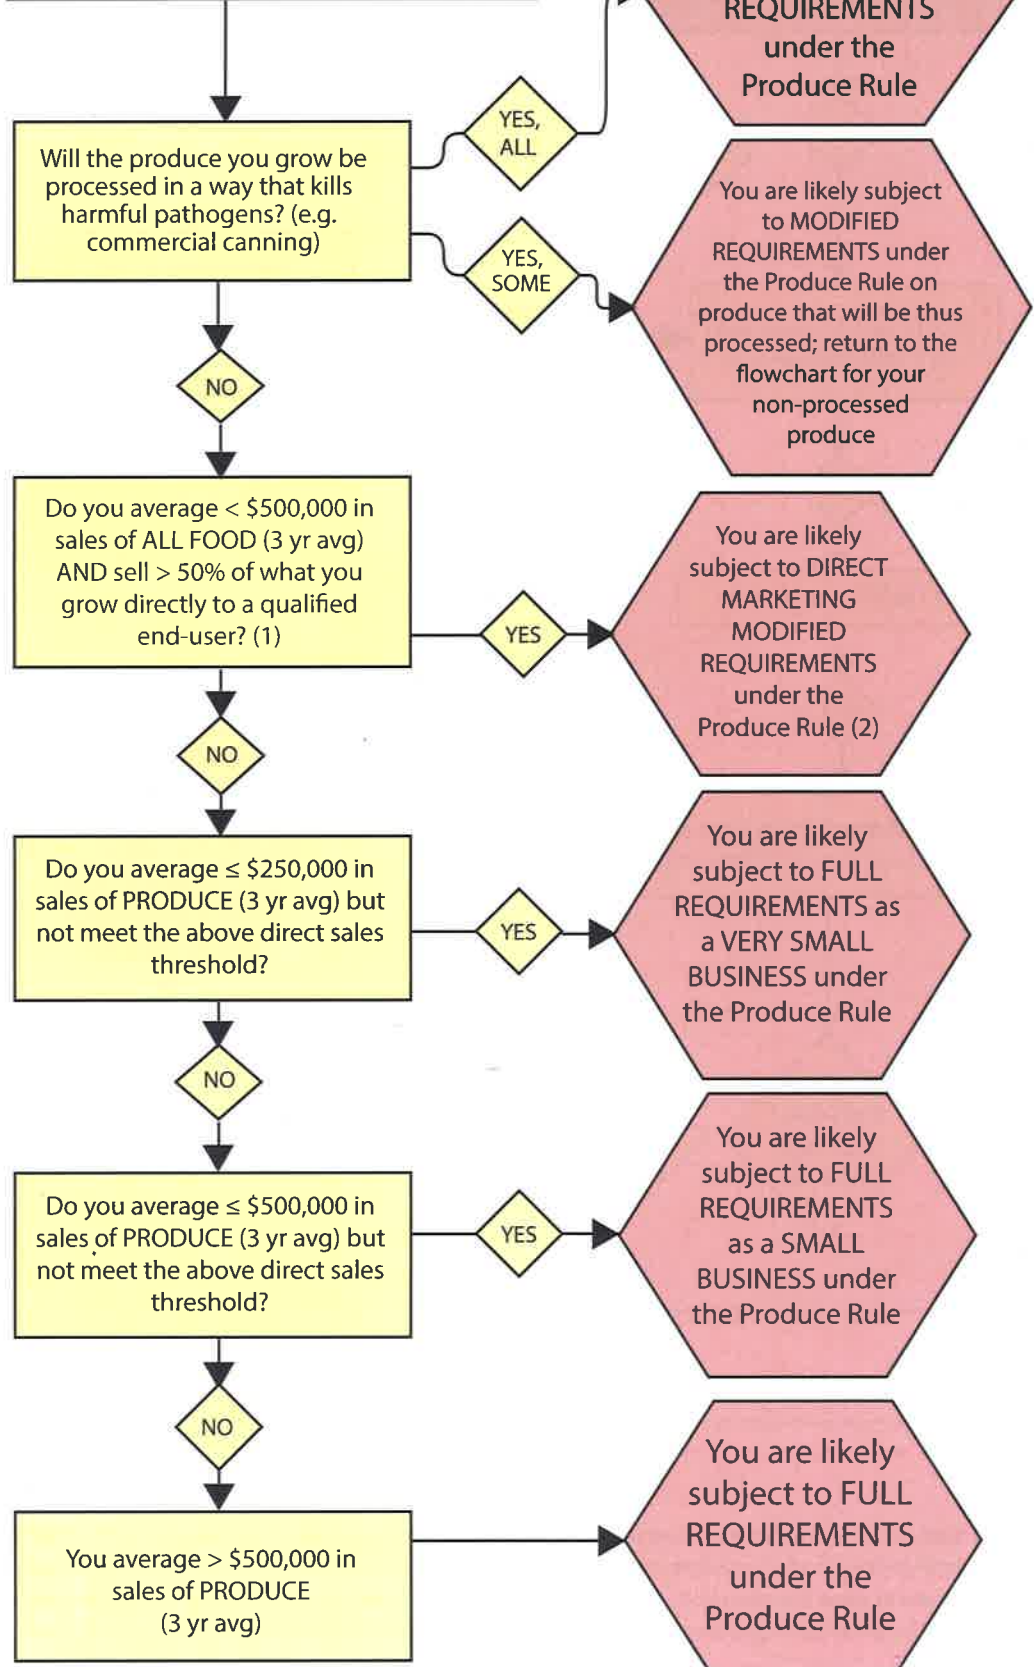 REQUIREMENTS
under the
Produce Rule
YES,
ALL
Will the produce you grow be
processed in a way that kills
harmful pathogens? (e.g.
commercial canning)
YES,
SOME
You are likely subject
to MODIFIED
REQUIREMENTS under
the Produce Rule on
produce that will be thus
processed; return to the
flowchart for your
non-processed
produce
NO
Do you average < $500,000 in
sales of ALL FOOD (3 yr avg)
AND sell > 50% of what you
grow directly to a qualified
end-user? (1)
YES
You are likely
subject to DIRECT
MARKETING
MODIFIED
REQUIREMENTS
under the
Produce Rule (2)
NO
Do you average ≤ $250,000 in
sales of PRODUCE (3 yr avg) but
not meet the above direct sales
threshold?
YES
You are likely
subject to FULL
REQUIREMENTS as
a VERY SMALL
BUSINESS under
the Produce Rule
NO
Do you average ≤ $500,000 in
sales of PRODUCE (3 yr avg) but
not meet the above direct sales
threshold?
YES
You are likely
subject to FULL
REQUIREMENTS
as a SMALL
BUSINESS under
the Produce Rule
NO
You average > $500,000 in
sales of PRODUCE
(3 yr avg)
You are likely
subject to FULL
REQUIREMENTS
under the
Produce Rule